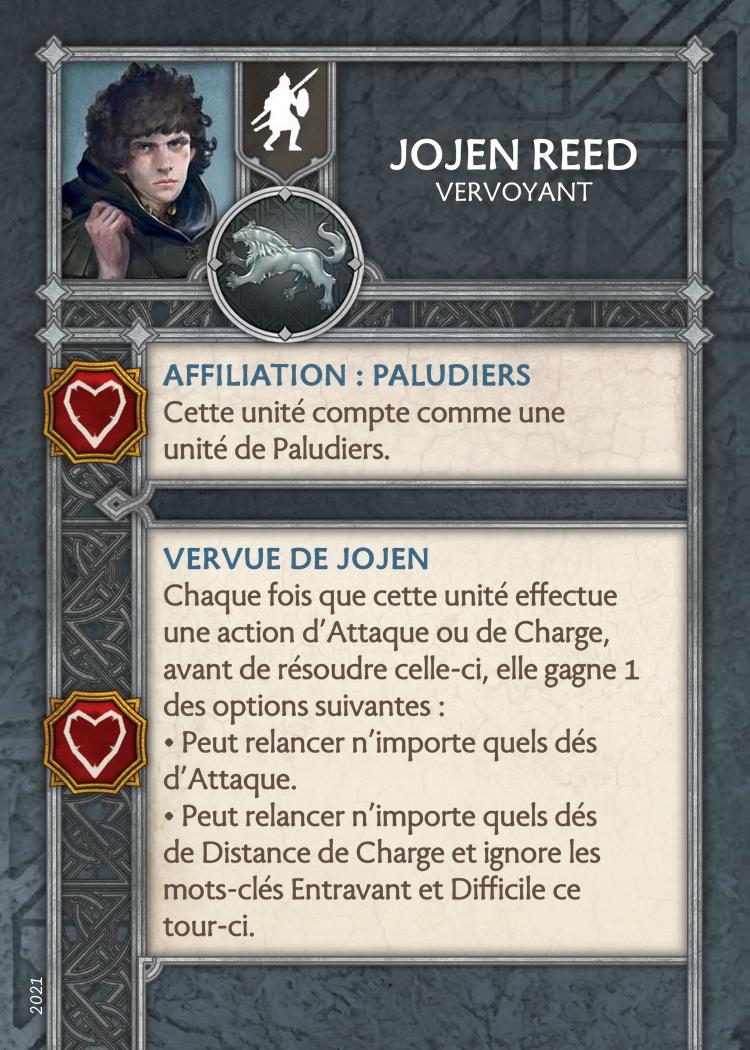 JOJEN REED
VERVOYANT
AFFILIATION : PALUDIERS
Cette unité compte comme une
unité de Paludiers.
VERVUE DE JOJEN
Chaque fois que cette unité effectue
une action d’Attaque ou de Charge,
avant de résoudre celle-ci, elle gagne 1
des options suivantes :
• Peut relancer n’importe quels dés
d’Attaque.
• Peut relancer n’importe quels dés
de Distance de Charge et ignore les
mots-clés Entravant et Difficile ce
tour-ci.
2021